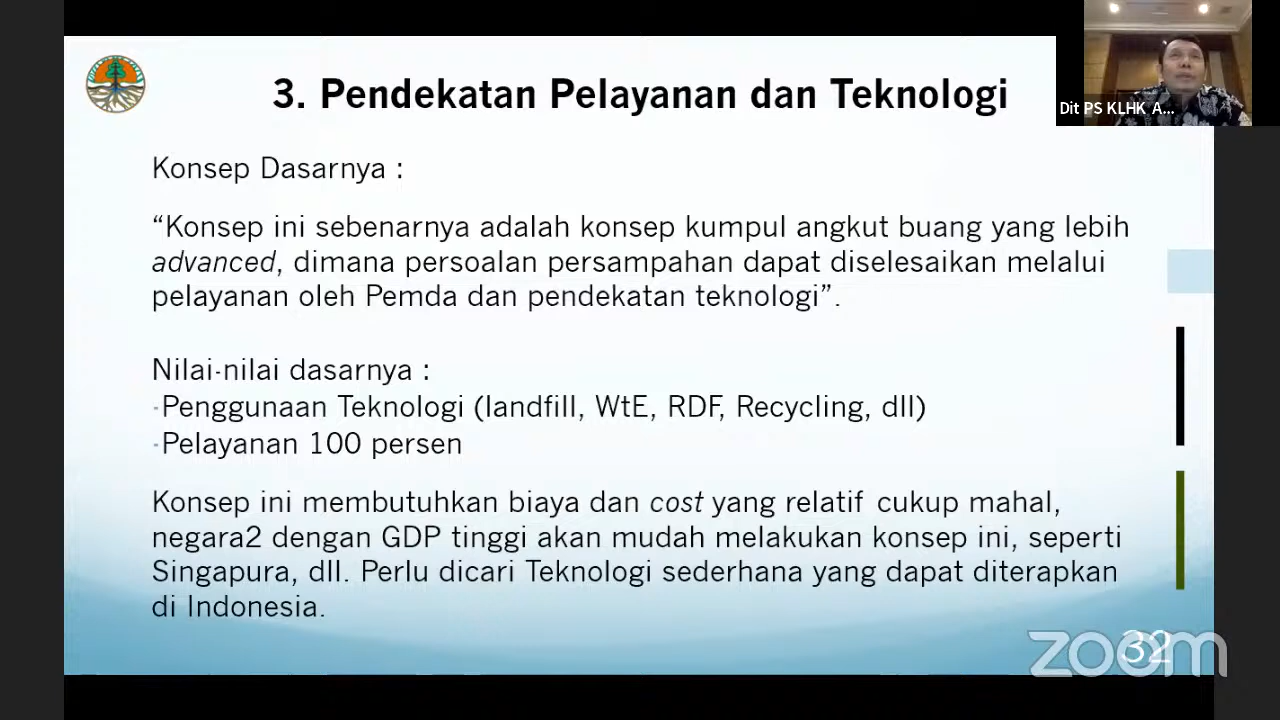 3. Pendekatan Pelayanan dan Teknologi
Dit PS KLHK A...
Konsep Dasarnya :
“Konsep ini sebenarnya adalah konsep kumpul angkut buang yang lebih
advanced, dimana persoalan persampahan dapat diselesaikan melalui
pelayanan oleh Pemda dan pendekatan teknologi”.
Nilai-nilai dasarnya :
-Penggunaan Teknologi (landfill, WtE, RDF, Recycling, dll)
-Pelayanan 100 persen
Konsep ini membutuhkan biaya dan cost yang relatif cukup mahal,
negara2 dengan GDP tinggi akan mudah melakukan konsep ini, seperti
Singapura, dll. Perlu dicari Teknologi sederhana yang dapat diterapkan
di Indonesia.
32
zoom